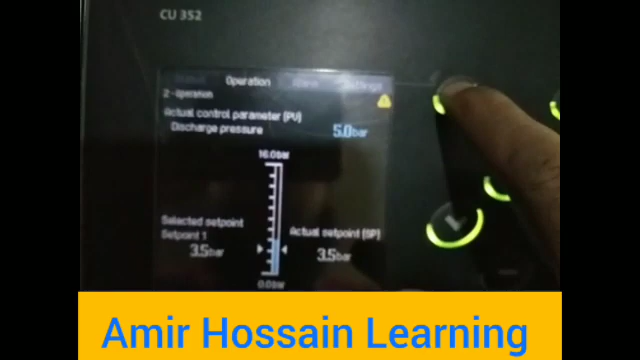 CU 352
Operation
2 - Operation
Actual control parameter (PV)
Discharge pressure
5.0bar
16.0bar
Selected setpoint
Setpoint 1
3.5bar
Actual setpoint (SP)
3.5bar
0.0bar
Amir Hossain Learning